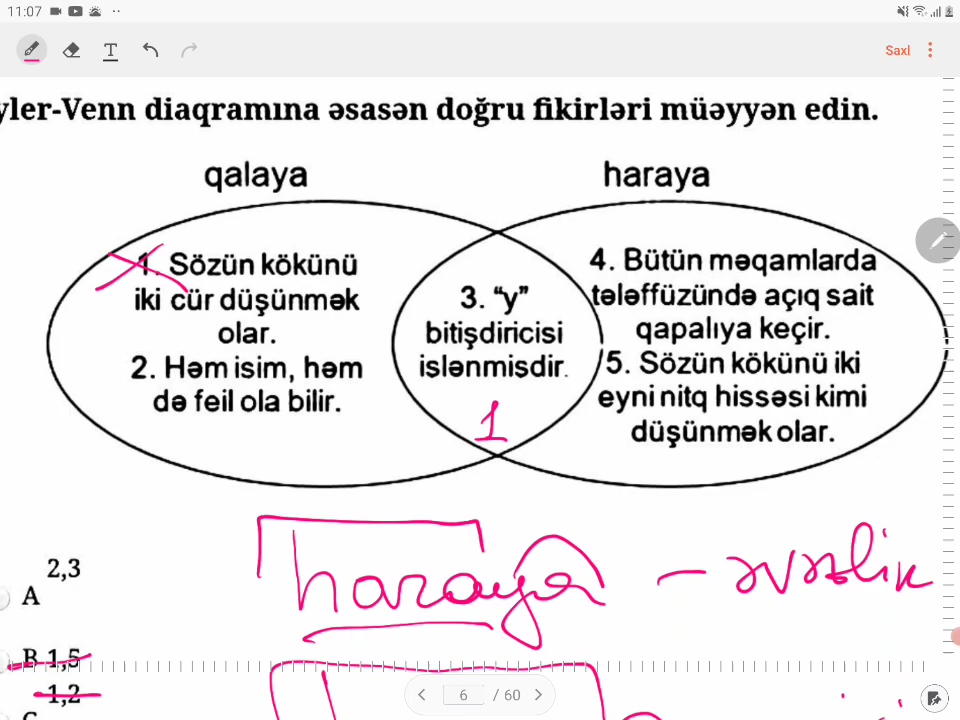 11:07
T
Saxl
yler-Venn diaqramına əsasən doğru fikirləri müəyyən edin.
qalaya
haraya
1. Sözün kökünü
iki cür düşünmək
olar.
2. Həm isim, həm
də feil ola bilir.
3. “y”
bitişdiricisi
islənmisdir.
1
4. Bütün məqamlarda
tələffüzündə açıq sait
qapalıya keçir.
5. Sözün kökünü iki
eyni nitq hissəsi kimi
düşünmək olar.
haraya – əvəzlik
2,3
A
B 1,5
1,2
6 / 60